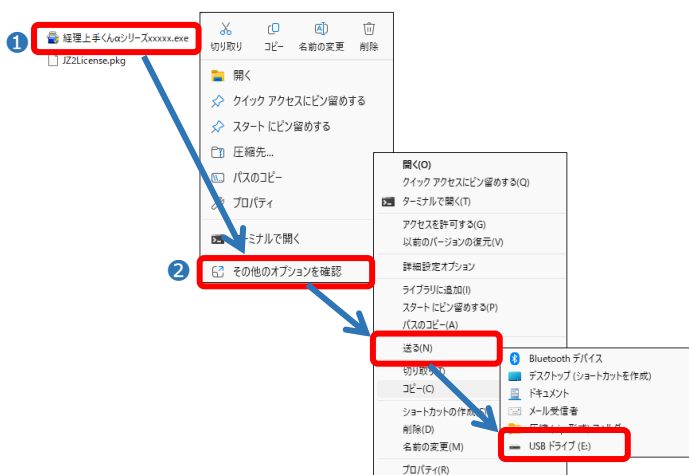 ❶
経理上手くんαシリーズxxxxx.exe
JZ2License.pkg
切り取り
コピー
名前の変更
削除
開く
クイック アクセスにピン留めする
スタート にピン留めする
圧縮先...
パスのコピー
プロパティ
ターミナルで開く
❷
その他のオプションを確認
開く(O)
クイック アクセスにピン留めする(Q)
ターミナルで開く(T)
アクセスを許可する(G)
以前のバージョンの復元(V)
詳細設定オプション
ライブラリに追加(I)
スタート にピン留めする(P)
パスのコピー(A)
送る(N)
切り取り(T)
コピー(C)
ショートカットの作成(S)
削除(D)
名前の変更(M)
プロパティ(R)
Bluetooth デバイス
デスクトップ (ショートカットを作成)
ドキュメント
メール受信者
USB ドライブ (E:)